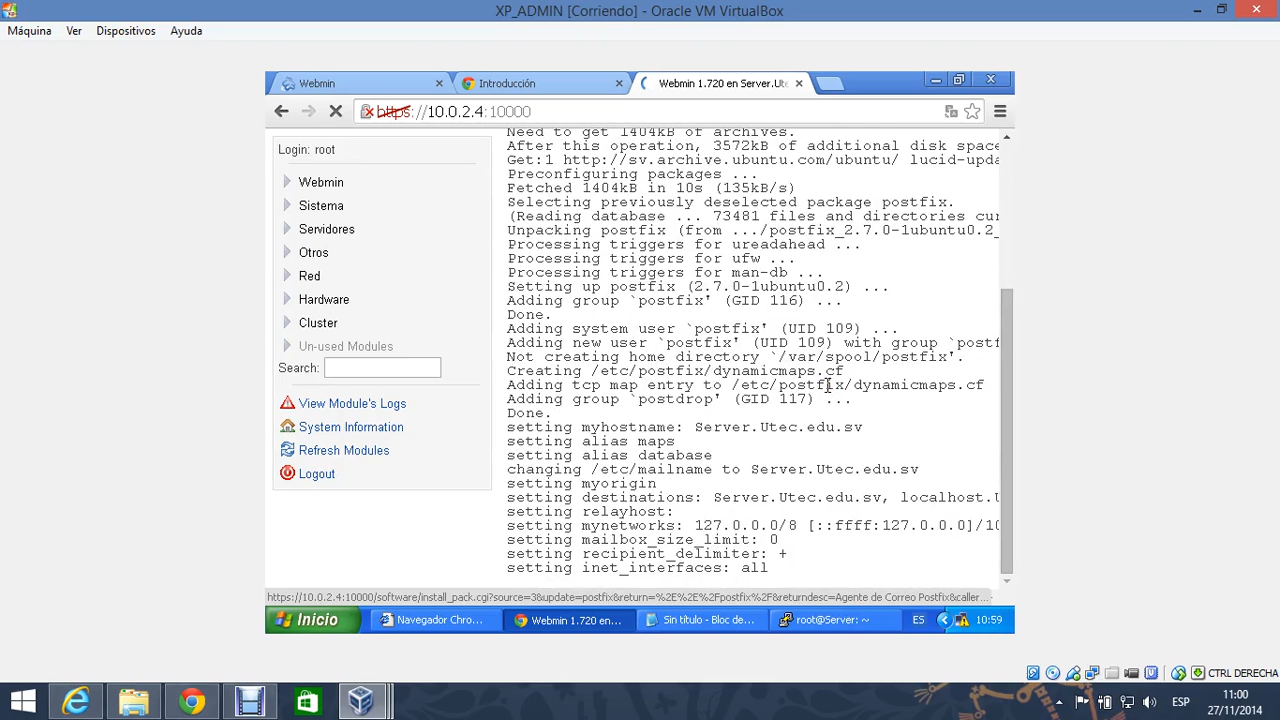 XP_ADMIN [Corriendo] - Oracle VM VirtualBox
Máquina Ver Dispositivos Ayuda
Webmin
Introducción
Webmin 1.720 en Server.Ute
https://10.0.2.4:10000
Login: root
Webmin
Sistema
Servidores
Otros
Red
Hardware
Cluster
Un-used Modules
Search:
View Module's Logs
System Information
Refresh Modules
Logout
Need to get 1404kB of archives.
After this operation, 3572kB of additional disk space
Get:1 http://sv.archive.ubuntu.com/ubuntu/ lucid-upda
Preconfiguring packages ...
Fetched 1404kB in 10s (135kB/s)
Selecting previously deselected package postfix.
(Reading database ... 73481 files and directories cur
Unpacking postfix (from .../postfix_2.7.0-1ubuntu0.2_
Processing triggers for ureadahead ...
Processing triggers for ufw ...
Processing triggers for man-db ...
Setting up postfix (2.7.0-1ubuntu0.2) ...
Adding group `postfix' (GID 116) ...
Done.
Adding system user `postfix' (UID 109) ...
Adding new user `postfix' (UID 109) with group `postf
Not creating home directory `/var/spool/postfix'.
Creating /etc/postfix/dynamicmaps.cf
Adding tcp map entry to /etc/postfix/dynamicmaps.cf
Adding group `postdrop' (GID 117) ...
Done.
setting myhostname: Server.Utec.edu.sv
setting alias maps
setting alias database
changing /etc/mailname to Server.Utec.edu.sv
setting myorigin
setting destinations: Server.Utec.edu.sv, localhost.U
setting relayhost:
setting mynetworks: 127.0.0.0/8 [::ffff:127.0.0.0]/10
setting mailbox_size_limit: 0
setting recipient_delimiter: +
setting inet_interfaces: all
https://10.0.2.4:10000/software/install_pack.cgi?source=3&update=postfix&return=%2E%2E%2Fpostfix%2F&returndesc=Agente de Correo Postfix&caller...
Inicio
Navegador Chro...
Webmin 1.720 en...
Sin título - Bloc de...
root@Server: ~
ES
10:59
CTRL DERECHA
ESP
11:00
27/11/2014